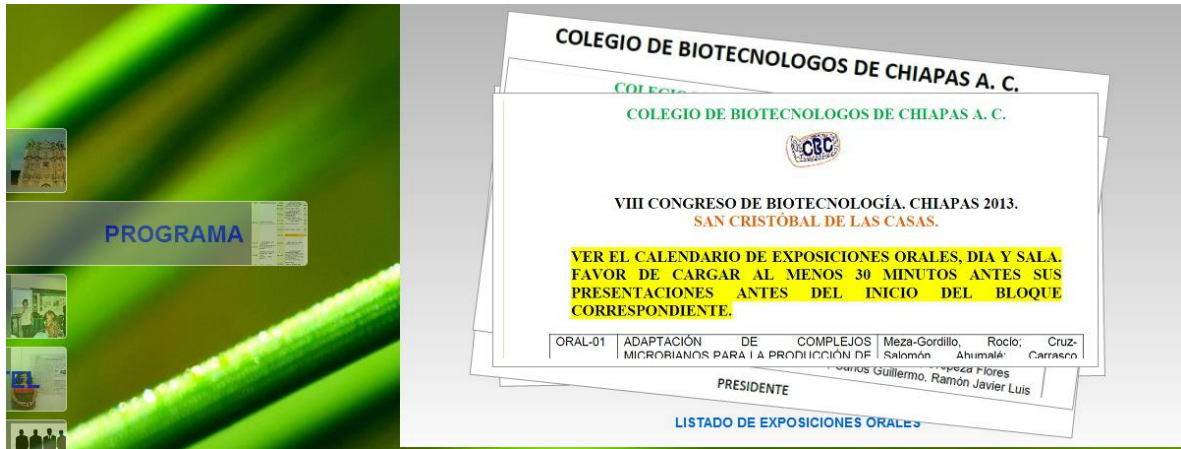 COLEGIO DE BIOTECNOLOGOS DE CHIAPAS A. C.
COLEGIO DE BIOTECNOLOGOS DE CHIAPAS A. C.
CBC
VIII CONGRESO DE BIOTECNOLOGÍA. CHIAPAS 2013.
SAN CRISTÓBAL DE LAS CASAS.
PROGRAMA
VER EL CALENDARIO DE EXPOSICIONES ORALES, DIA Y SALA.
FAVOR DE CARGAR AL MENOS 30 MINUTOS ANTES SUS
PRESENTACIONES ANTES DEL INICIO DEL BLOQUE
CORRESPONDIENTE.
ORAL-01 ADAPTACIÓN DE COMPLEJOS Meza-Gordillo, Rocío; Cruz-
MICROBIANOS PARA LA PRODUCCIÓN DE Salomón, Abumalé; Carrasco
Flores
Guillermo, Ramón Javier Luis
PRESIDENTE
LISTADO DE EXPOSICIONES ORALES